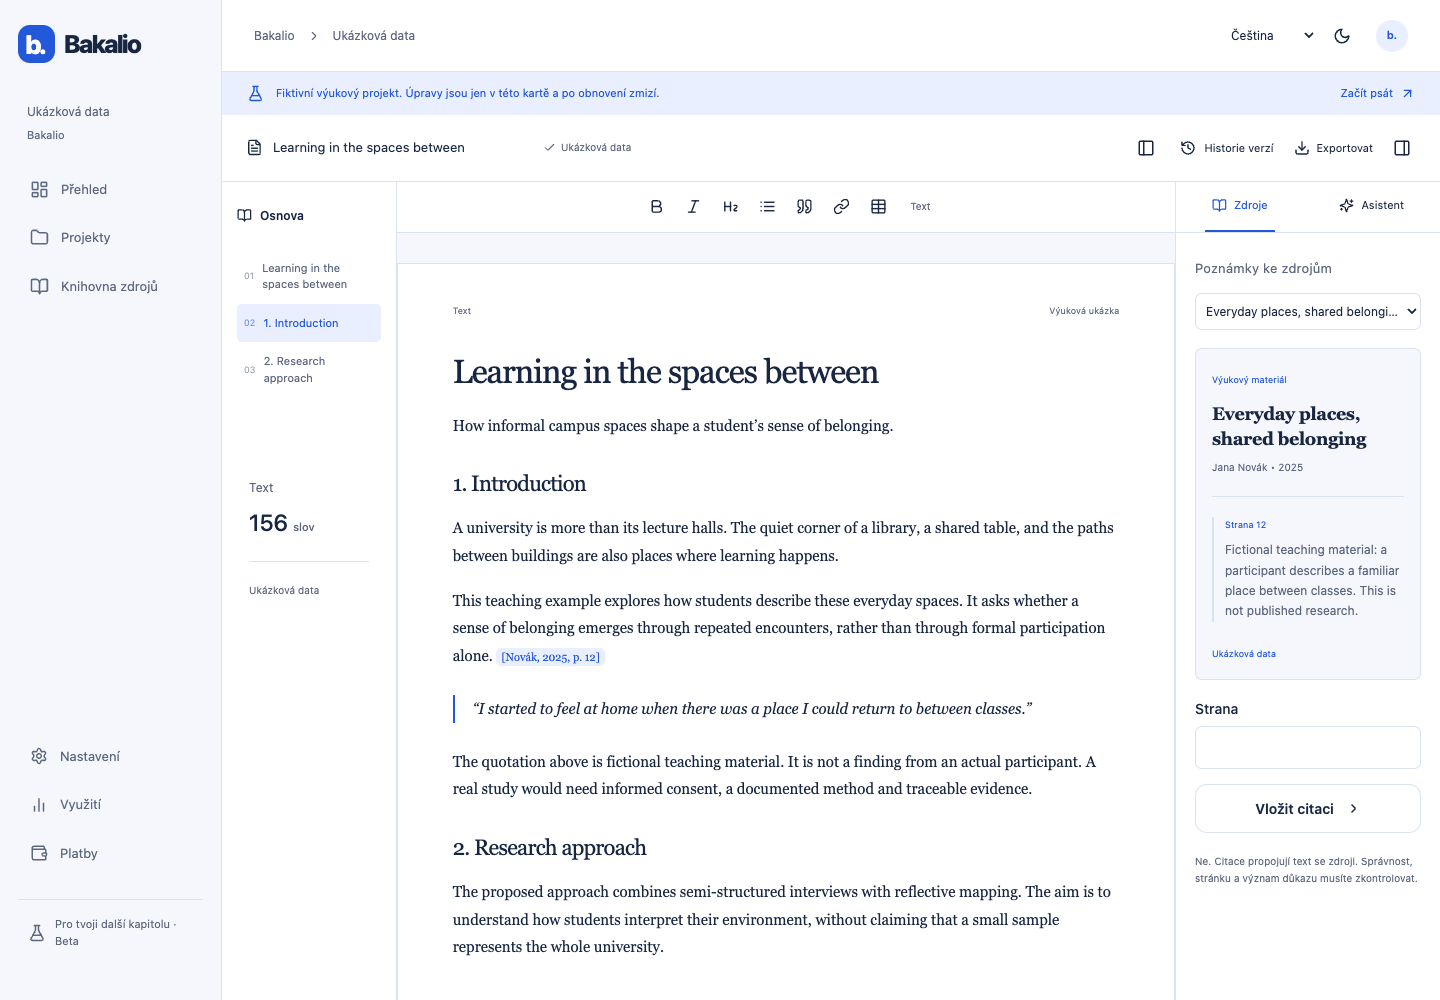 b. Bakalio
Ukázková data
Bakalio
Přehled
Projekty
Knihovna zdrojů
Nastavení
Využití
Platby
Pro tvoji další kapitolu ·
Beta
Bakalio
Ukázková data
Čeština
b.
Fiktivní výukový projekt. Úpravy jsou jen v této kartě a po obnovení zmizí.
Začít psát
Learning in the spaces between
Ukázková data
Historie verzí
Exportovat
Osnova
01 Learning in the
spaces between
02 1. Introduction
03 2. Research
approach
Text
156 slov
Ukázková data
B I H2
Text
Text
Výuková ukázka
Learning in the spaces between
How informal campus spaces shape a student’s sense of belonging.
1. Introduction
A university is more than its lecture halls. The quiet corner of a library, a shared table, and the paths
between buildings are also places where learning happens.
This teaching example explores how students describe these everyday spaces. It asks whether a
sense of belonging emerges through repeated encounters, rather than through formal participation
alone. [Novák, 2025, p. 12]
“I started to feel at home when there was a place I could return to between classes.”
The quotation above is fictional teaching material. It is not a finding from an actual participant. A
real study would need informed consent, a documented method and traceable evidence.
2. Research approach
The proposed approach combines semi-structured interviews with reflective mapping. The aim is to
understand how students interpret their environment, without claiming that a small sample
represents the whole university.
Zdroje
Asistent
Poznámky ke zdrojům
Everyday places, shared belongi...
Výukový materiál
Everyday places,
shared belonging
Jana Novák • 2025
Strana 12
Fictional teaching material: a
participant describes a familiar
place between classes. This is
not published research.
Ukázková data
Strana
Vložit citaci
Ne. Citace propojují text se zdroji. Správnost,
stránku a význam důkazu musíte zkontrolovat.